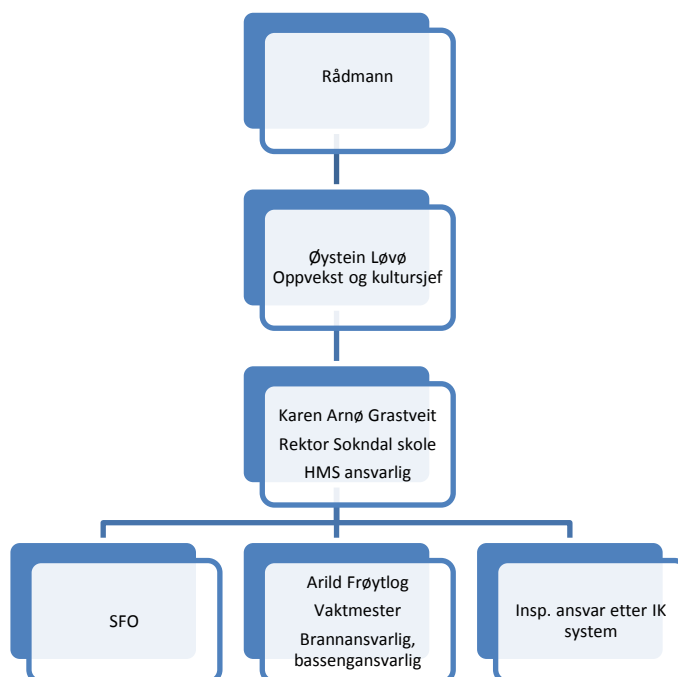 Rådmann
Øystein Løvø
Oppvekst og kultursjef
Karen Arnø Grastveit
Rektor Sokndal skole
HMS ansvarlig
SFO
Arild Frøytlog
Vaktmester
Brannansvarlig,
bassengansvarlig
Insp. ansvar etter IK
system